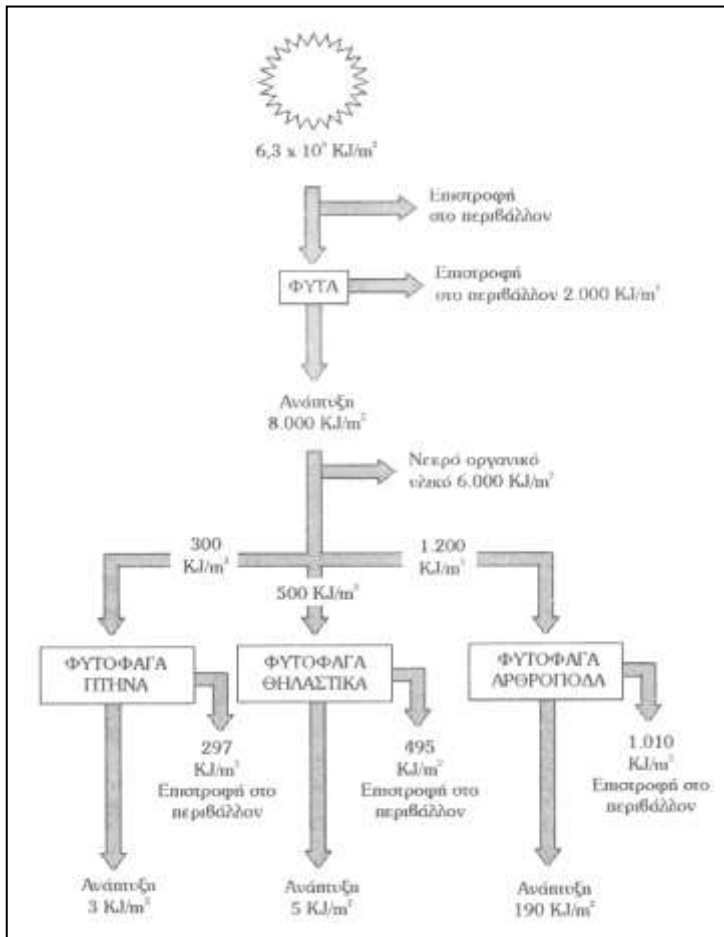 6,3 x 10⁶ KJ/m²
Επιστροφή
στο περιβάλλον
ΦΥΤΑ
Επιστροφή
στο περιβάλλον 2.000 KJ/m²
Ανάπτυξη
8.000 KJ/m²
Νεκρό οργανικό
υλικό 6.000 KJ/m²
300
KJ/m²
500 KJ/m²
1.200
KJ/m²
ΦΥΤΟΦΑΓΑ
ΠΤΗΝΑ
ΦΥΤΟΦΑΓΑ
ΘΗΛΑΣΤΙΚΑ
ΦΥΤΟΦΑΓΑ
ΑΡΘΡΟΠΟΔΑ
297
KJ/m²
Επιστροφή στο
περιβάλλον
495
KJ/m²
Επιστροφή στο
περιβάλλον
1.010
KJ/m²
Επιστροφή στο
περιβάλλον
Ανάπτυξη
3 KJ/m²
Ανάπτυξη
5 KJ/m²
Ανάπτυξη
190 KJ/m²